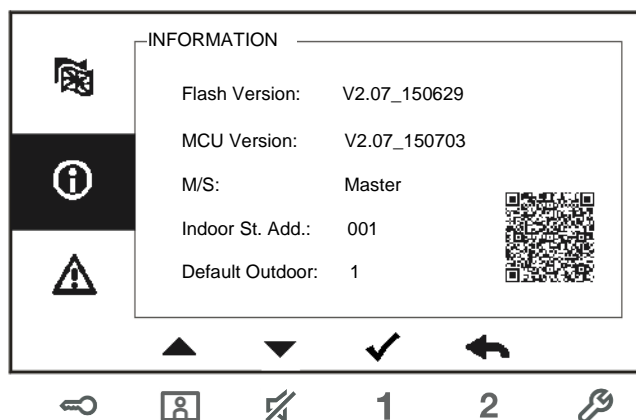 INFORMATION
Flash Version: V2.07_150629
MCU Version: V2.07_150703
M/S: Master
Indoor St. Add.: 001
Default Outdoor: 1
1 2